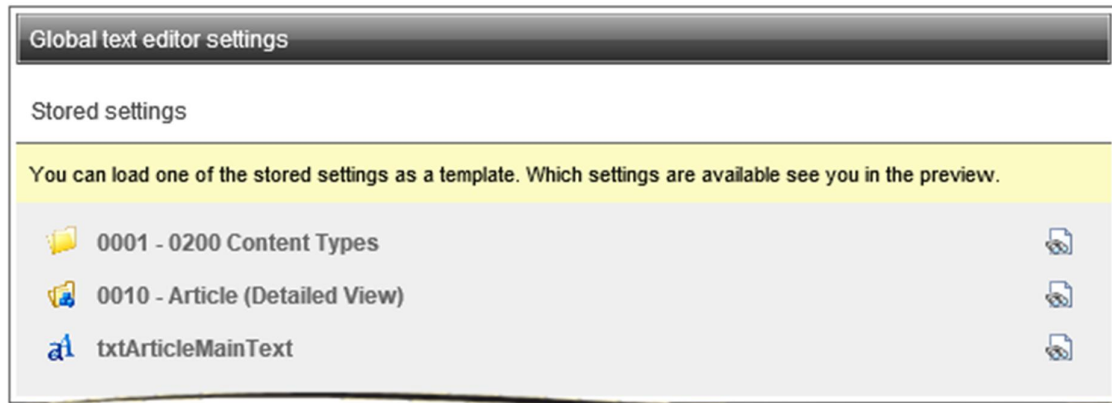 Global text editor settings
Stored settings
You can load one of the stored settings as a template. Which settings are available see you in the preview.
0001 - 0200 Content Types
0010 - Article (Detailed View)
txtArticleMainText